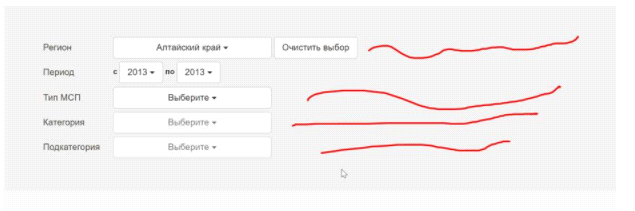 Регион Алтайский край Очистить выбор
Период с 2013 по 2013
Тип МСП Выберите
Категория Выберите
Подкатегория Выберите